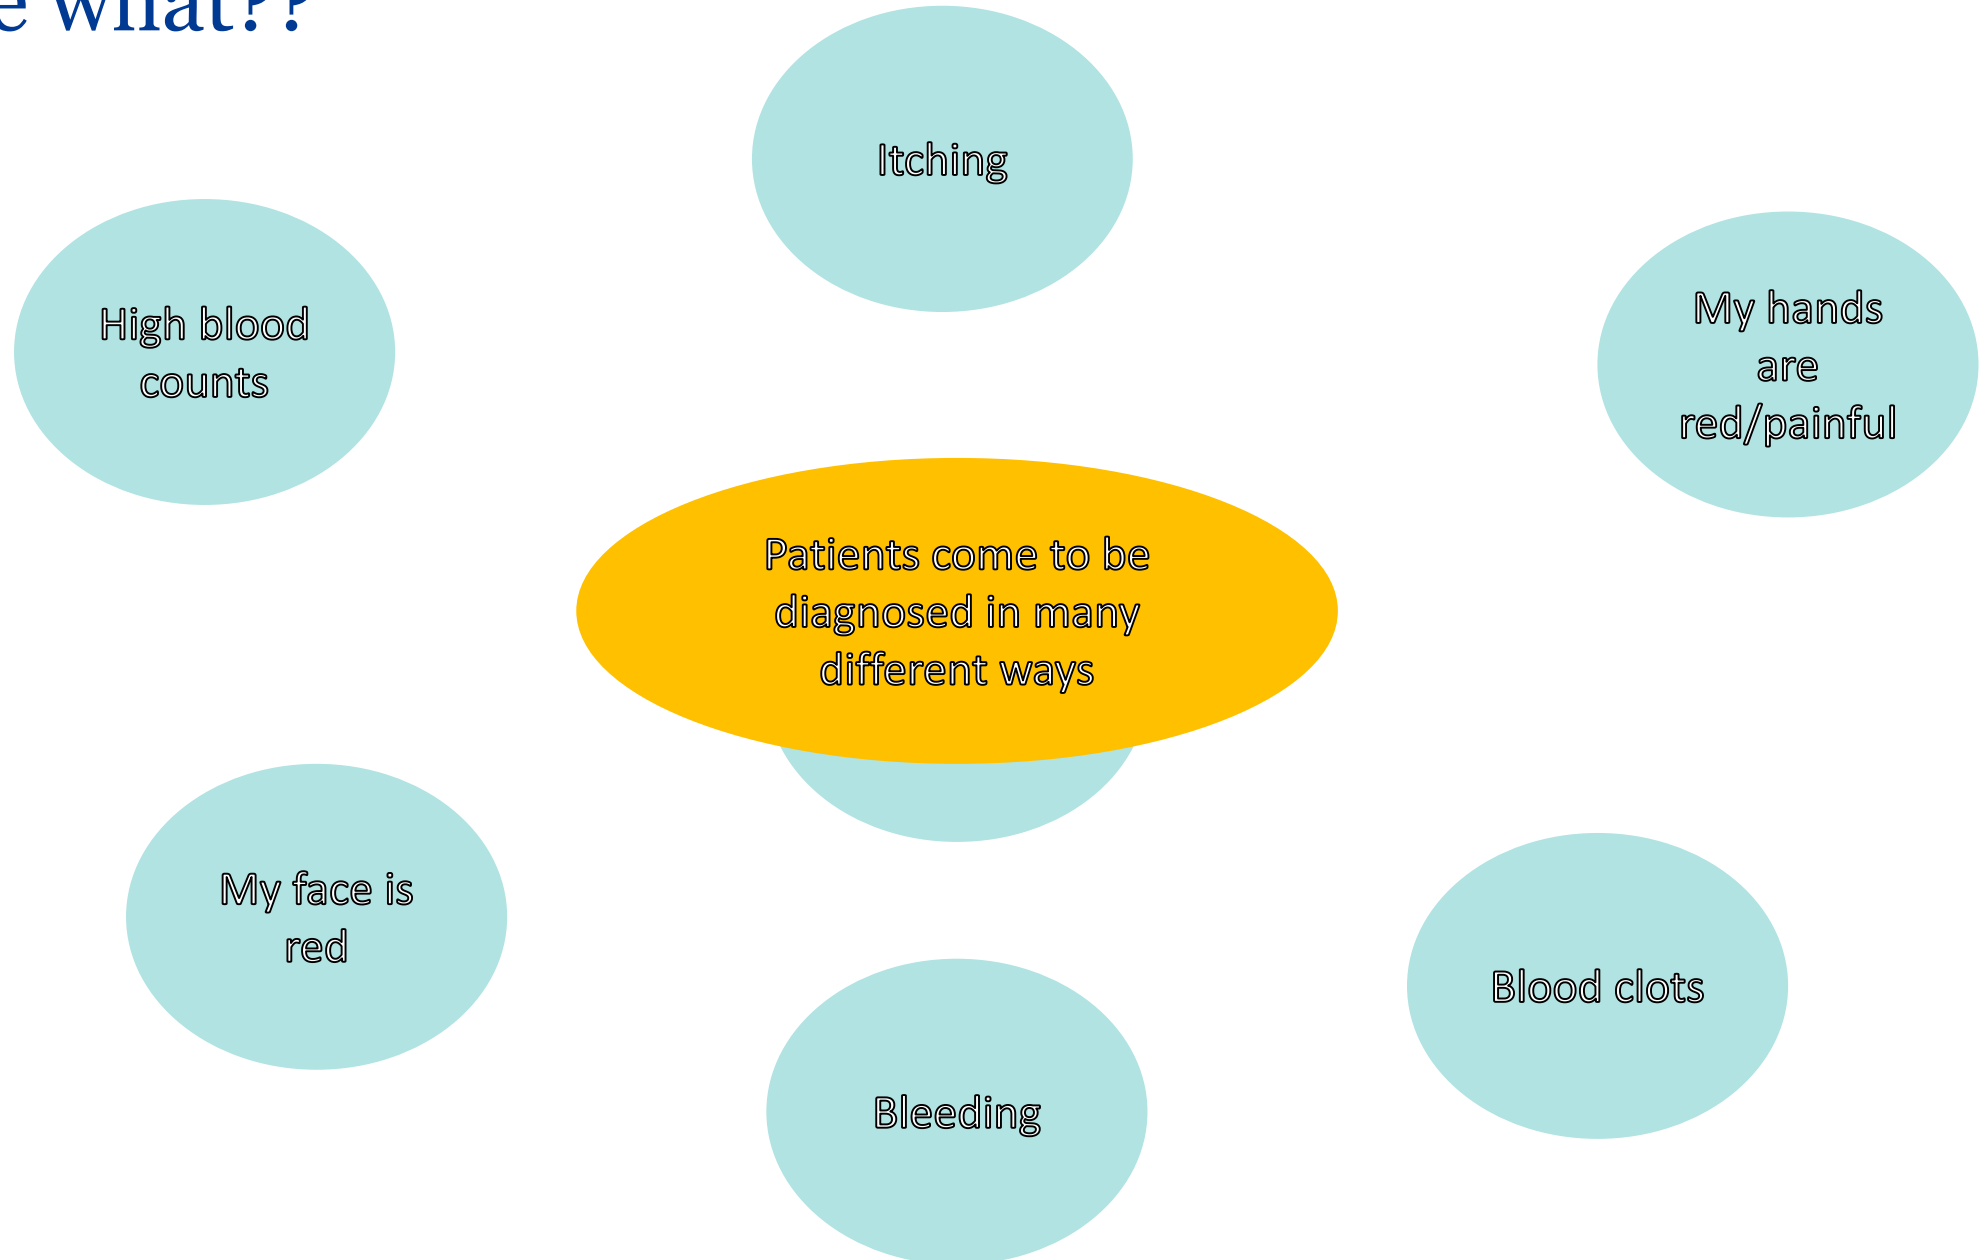 e what??
Itching
High blood
counts
My hands
are
red/painful
Patients come to be
diagnosed in many
different ways
My face is
red
Blood clots
Bleeding